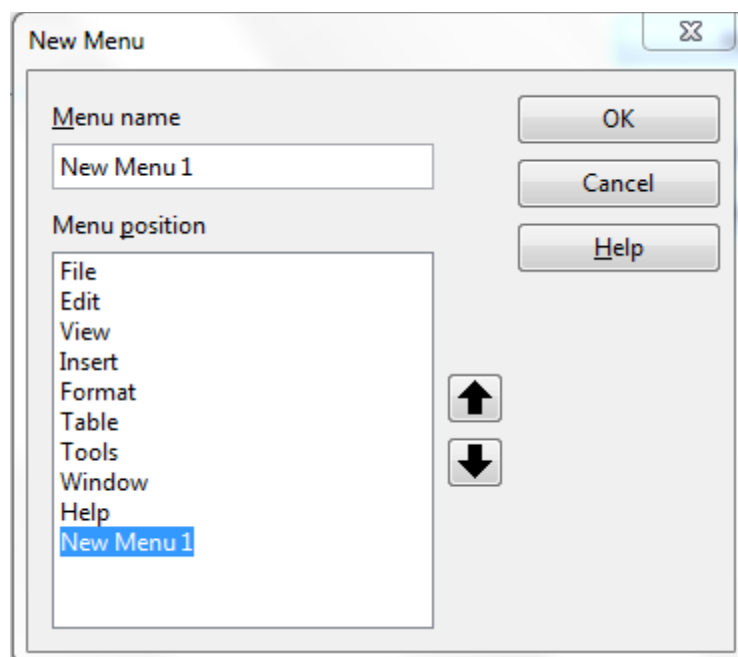 New Menu
Menu name
OK
New Menu 1
Cancel
Menu position
Help
File
Edit
View
Insert
Format
Table
Tools
Window
Help
New Menu 1